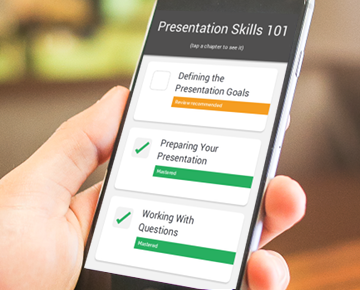 Presentation Skills 101
(tap a chapter to see it)
Defining the
Presentation Goals
Review recommended
Preparing Your
Presentation
Mastered
Working With
Questions
Mastered